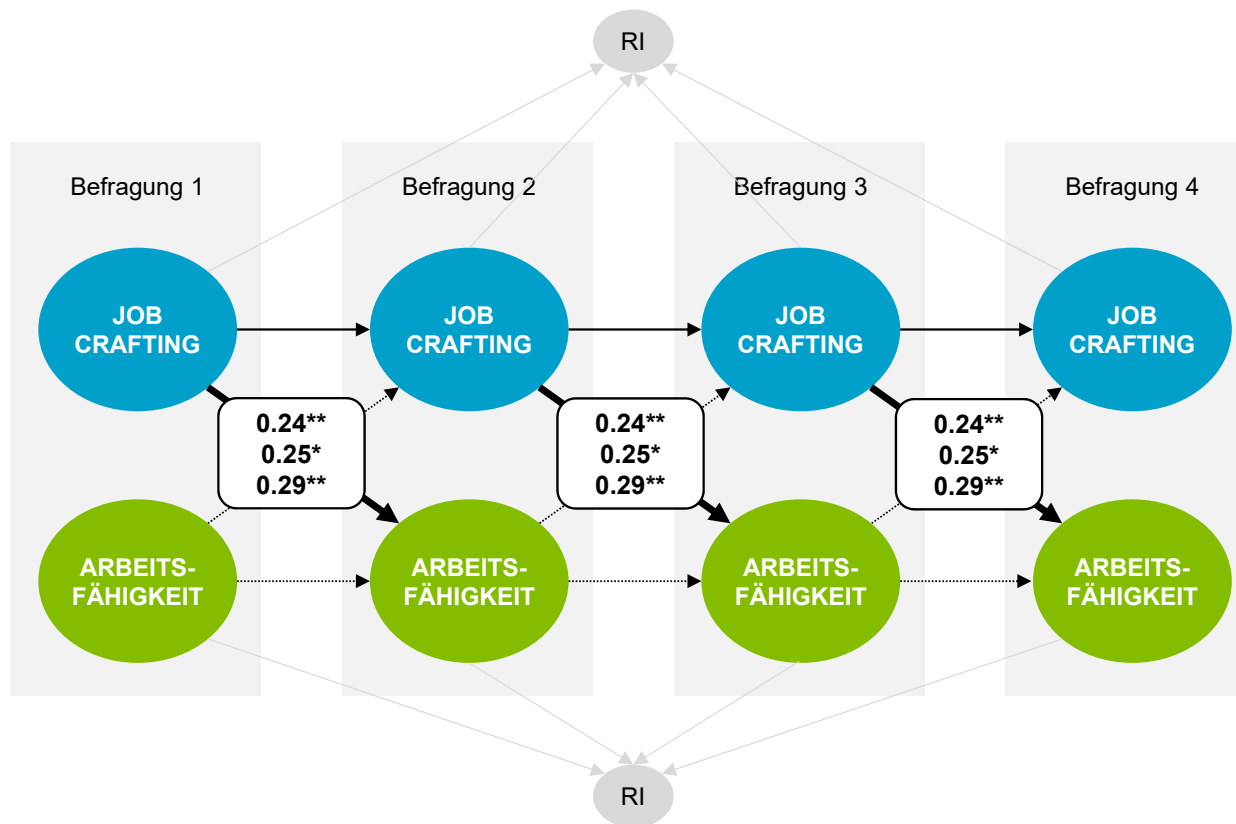 RI
Befragung 1
Befragung 2
Befragung 3
Befragung 4
JOB
CRAFTING
JOB
CRAFTING
JOB
CRAFTING
JOB
CRAFTING
0.24**
0.25*
0.29**
0.24**
0.25*
0.29**
0.24**
0.25*
0.29**
ARBEITS-
FÄHIGKEIT
ARBEITS-
FÄHIGKEIT
ARBEITS-
FÄHIGKEIT
ARBEITS-
FÄHIGKEIT
RI